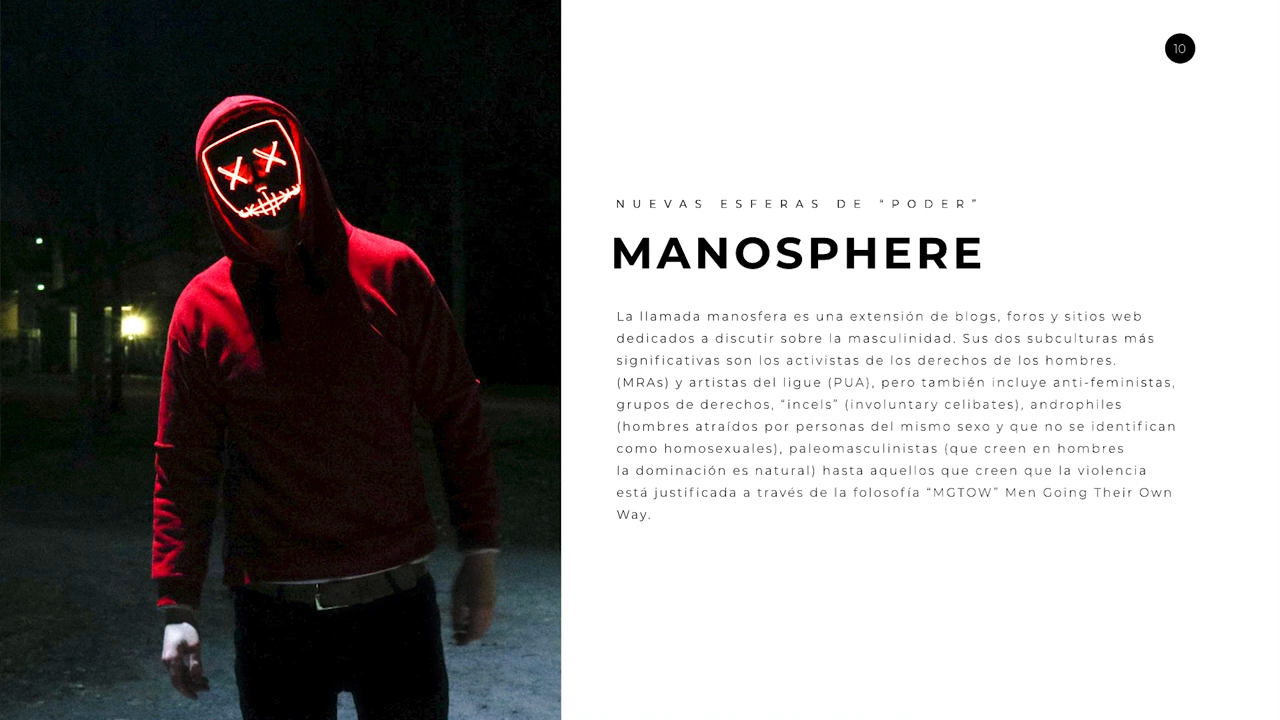 10
NUEVAS ESFERAS DE “PODER”
MANOSPHERE
La llamada manosfera es una extensión de blogs, foros y sitios web
dedicados a discutir sobre la masculinidad. Sus dos subculturas más
significativas son los activistas de los derechos de los hombres.
(MRAs) y artistas del ligue (PUA), pero también incluye anti-feministas,
grupos de derechos, “incels” (involuntary celibates), androphiles
(hombres atraídos por personas del mismo sexo y que no se identifican
como homosexuales), paleomasculinistas (que creen en hombres
la dominación es natural) hasta aquellos que creen que la violencia
está justificada a través de la folosofía “MGTOW” Men Going Their Own
Way.